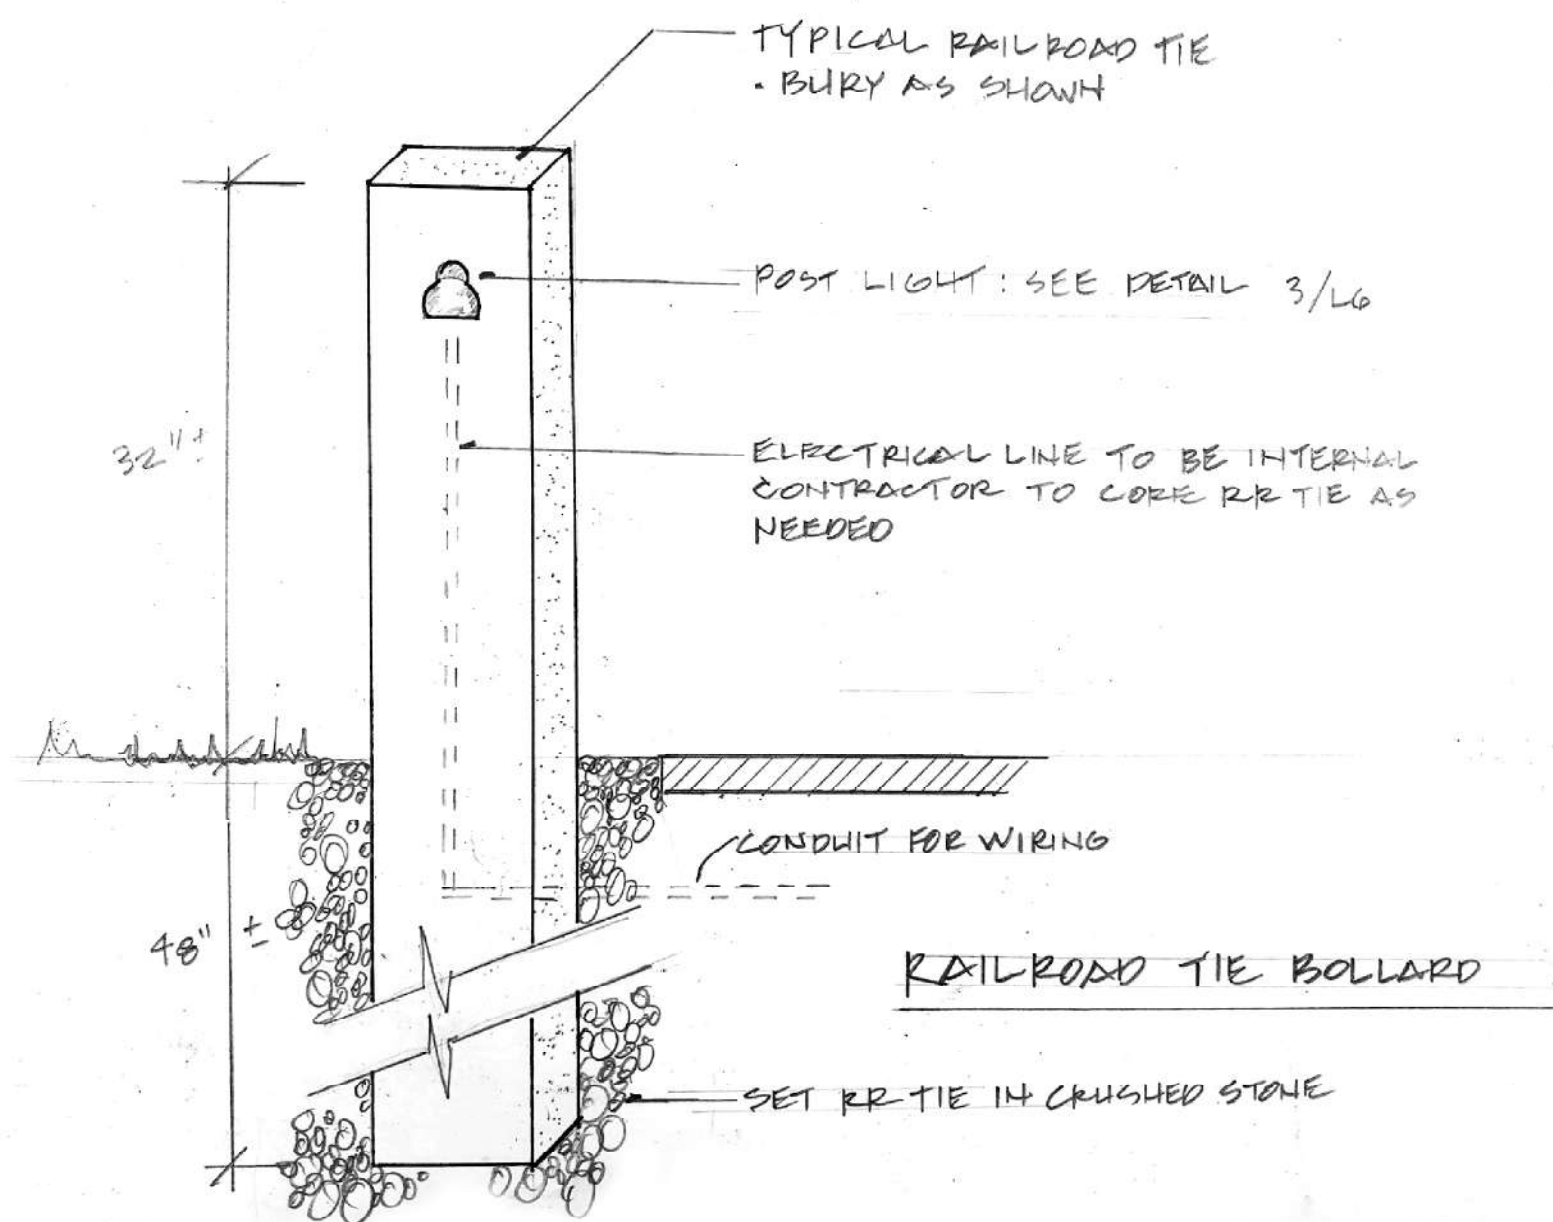 TYPICAL RAILROAD TIE
• BURY AS SHOWN
POST LIGHT: SEE DETAIL 3/L6
32" ±
ELECTRICAL LINE TO BE INTERNAL
CONTRACTOR TO CORE RR TIE AS
NEEDED
CONDUIT FOR WIRING
48" ±
RAILROAD TIE BOLLARD
SET RR TIE IN CRUSHED STONE